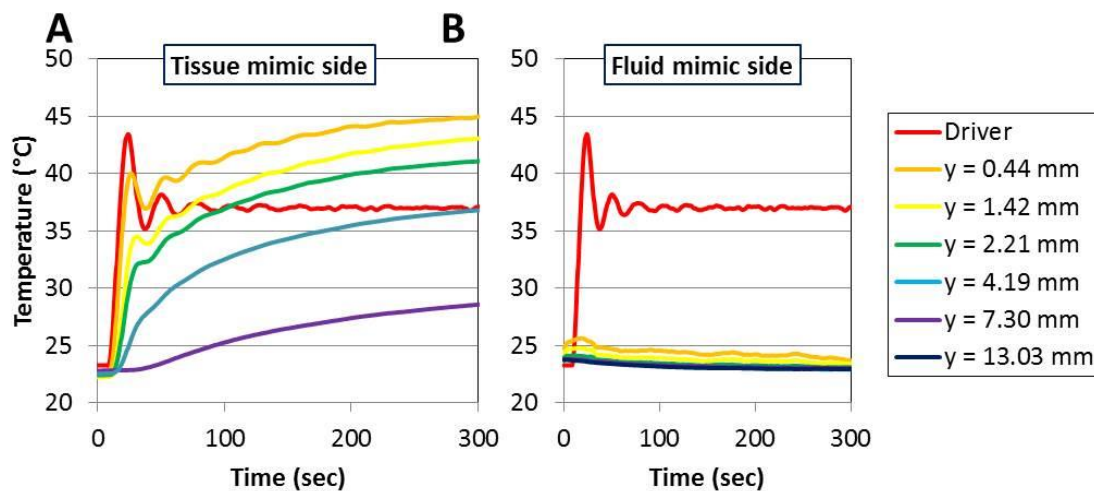 A
B
Tissue mimic side
Fluid mimic side
Temperature (°C)
50
45
40
35
30
25
20
0
100
200
300
Time (sec)
50
45
40
35
30
25
20
0
100
200
300
Time (sec)
Driver
y = 0.44 mm
y = 1.42 mm
y = 2.21 mm
y = 4.19 mm
y = 7.30 mm
y = 13.03 mm